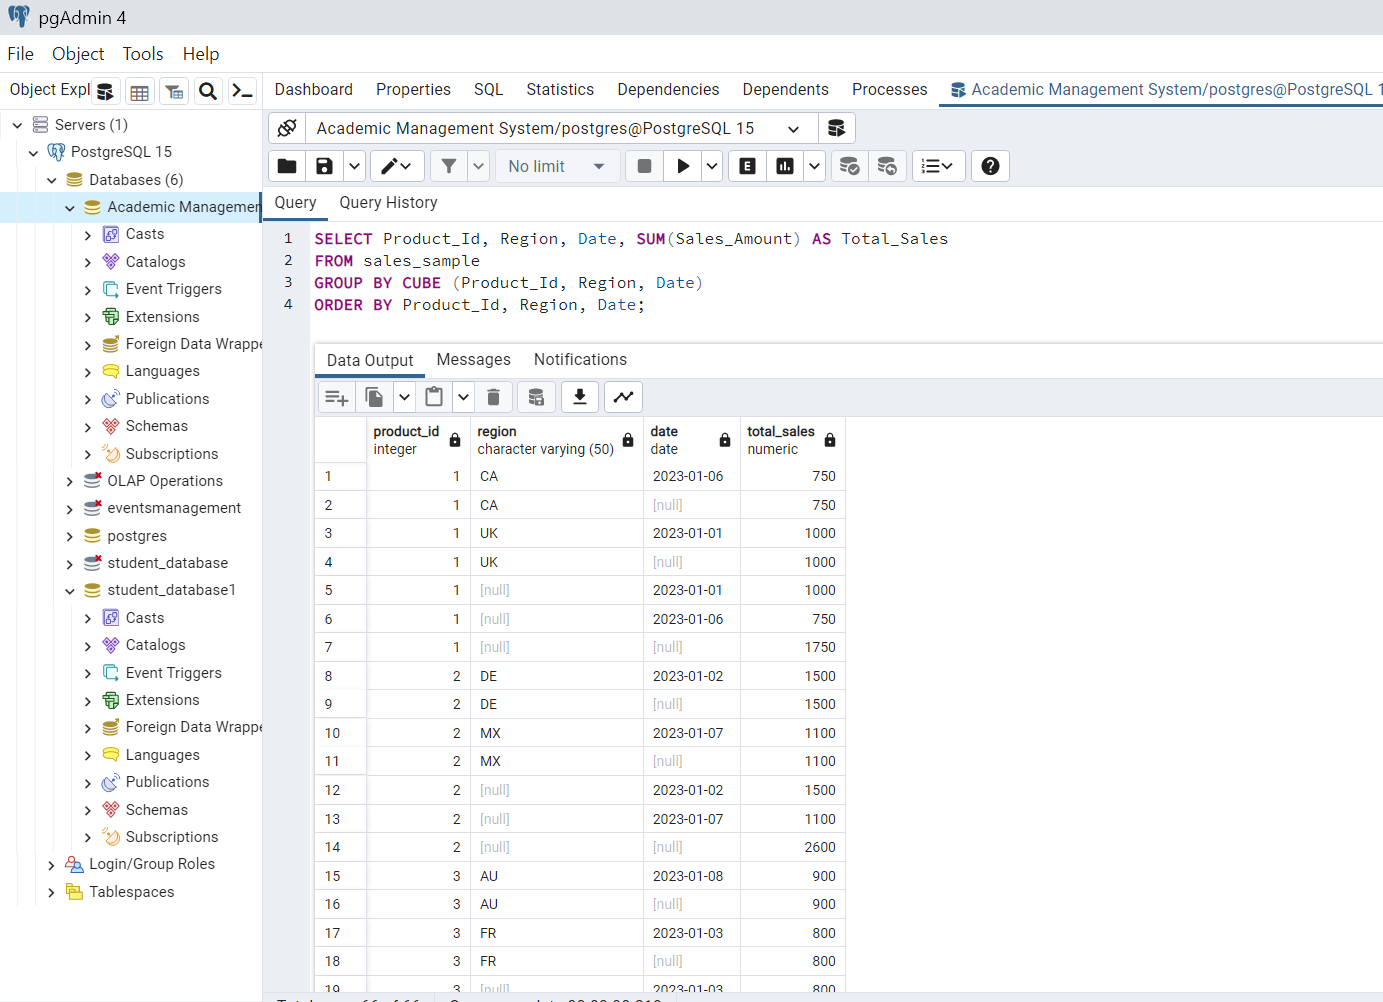 pgAdmin 4
File Object Tools Help
Object Expl
Dashboard Properties SQL Statistics Dependencies Dependents Processes Academic Management System/postgres@PostgreSQL 1
Servers (1)
PostgreSQL 15
Databases (6)
Academic Managemen
Casts
Catalogs
Event Triggers
Extensions
Foreign Data Wrappe
Languages
Publications
Schemas
Subscriptions
OLAP Operations
eventsmanagement
postgres
student_database
student_database1
Casts
Catalogs
Event Triggers
Extensions
Foreign Data Wrappe
Languages
Publications
Schemas
Subscriptions
Login/Group Roles
Tablespaces
Academic Management System/postgres@PostgreSQL 15
No limit E
Query Query History
1 SELECT Product_Id, Region, Date, SUM(Sales_Amount) AS Total_Sales
2 FROM sales_sample
3 GROUP BY CUBE (Product_Id, Region, Date)
4 ORDER BY Product_Id, Region, Date;
Data Output Messages Notifications
product_id region date total_sales
integer character varying (50) date numeric
1 1 CA 2023-01-06 750
2 1 CA [null] 750
3 1 UK 2023-01-01 1000
4 1 UK [null] 1000
5 1 [null] 2023-01-01 1000
6 1 [null] 2023-01-06 750
7 1 [null] [null] 1750
8 2 DE 2023-01-02 1500
9 2 DE [null] 1500
10 2 MX 2023-01-07 1100
11 2 MX [null] 1100
12 2 [null] 2023-01-02 1500
13 2 [null] 2023-01-07 1100
14 2 [null] [null] 2600
15 3 AU 2023-01-08 900
16 3 AU [null] 900
17 3 FR 2023-01-03 800
18 3 FR [null] 800
19 3 [null] 2023-01-03 800